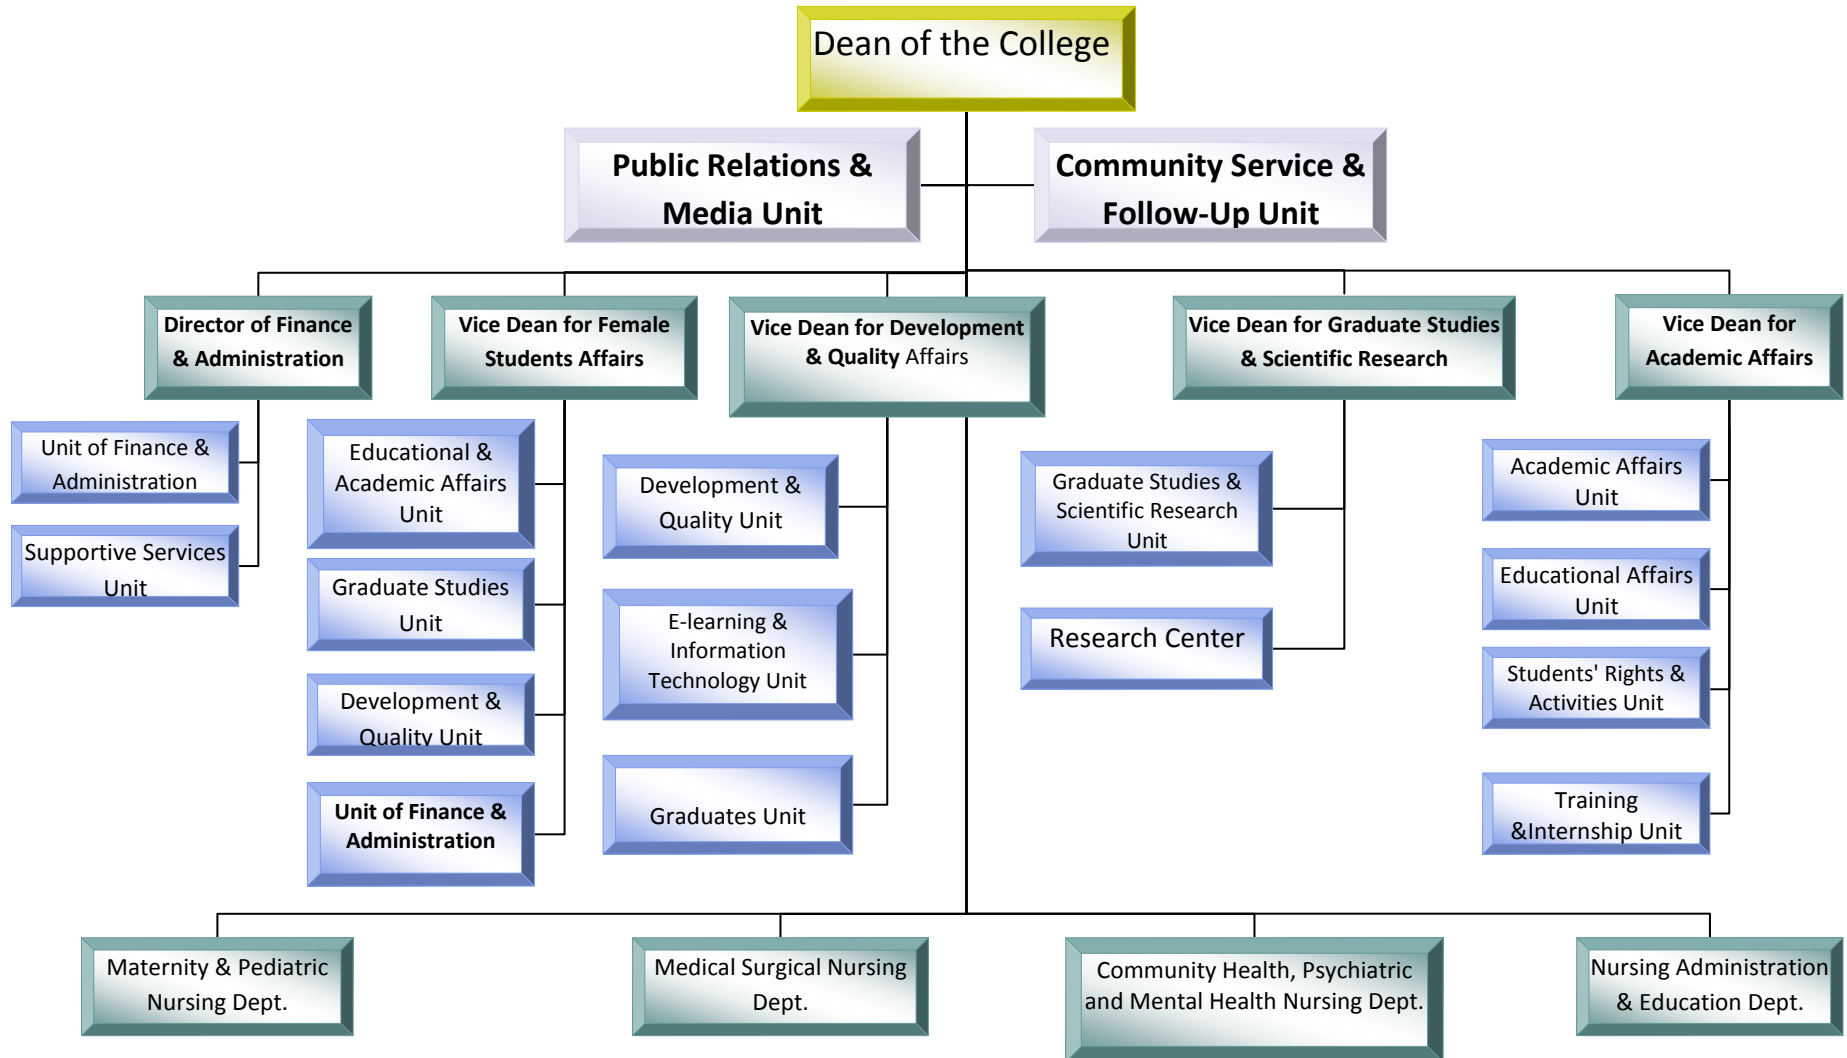 Dean of the College
Public Relations &
Media Unit
Community Service &
Follow-Up Unit
Director of Finance
& Administration
Vice Dean for Female
Students Affairs
Vice Dean for Development
& Quality Affairs
Vice Dean for Graduate Studies
& Scientific Research
Vice Dean for
Academic Affairs
Unit of Finance &
Administration
Supportive Services
Unit
Educational &
Academic Affairs
Unit
Graduate Studies
Unit
Development &
Quality Unit
Unit of Finance &
Administration
Development &
Quality Unit
E-learning &
Information
Technology Unit
Graduates Unit
Graduate Studies &
Scientific Research
Unit
Research Center
Academic Affairs
Unit
Educational Affairs
Unit
Students' Rights &
Activities Unit
Training
&Internship Unit
Maternity & Pediatric
Nursing Dept.
Medical Surgical Nursing
Dept.
Community Health, Psychiatric
and Mental Health Nursing Dept.
Nursing Administration
& Education Dept.